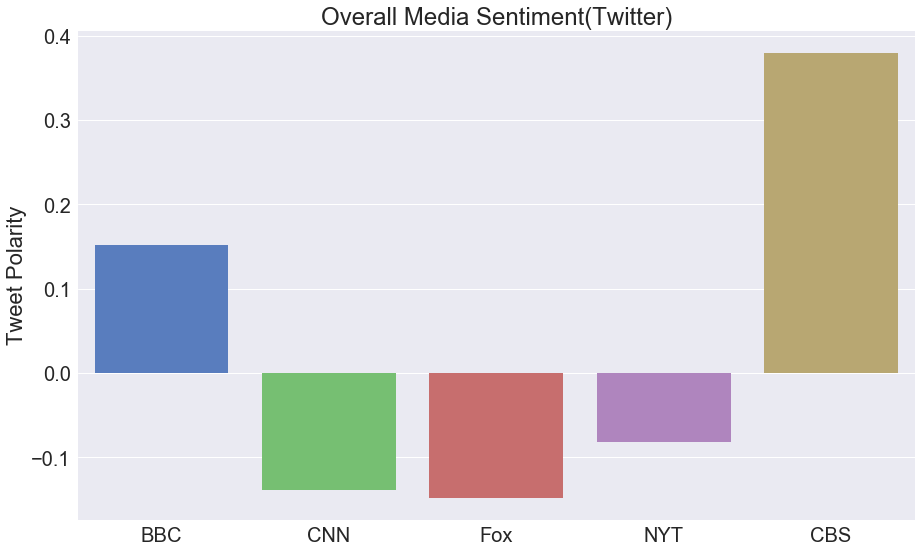 Overall Media Sentiment(Twitter)
Tweet Polarity
0.4
0.3
0.2
0.1
0.0
−0.1
BBC CNN Fox NYT CBS